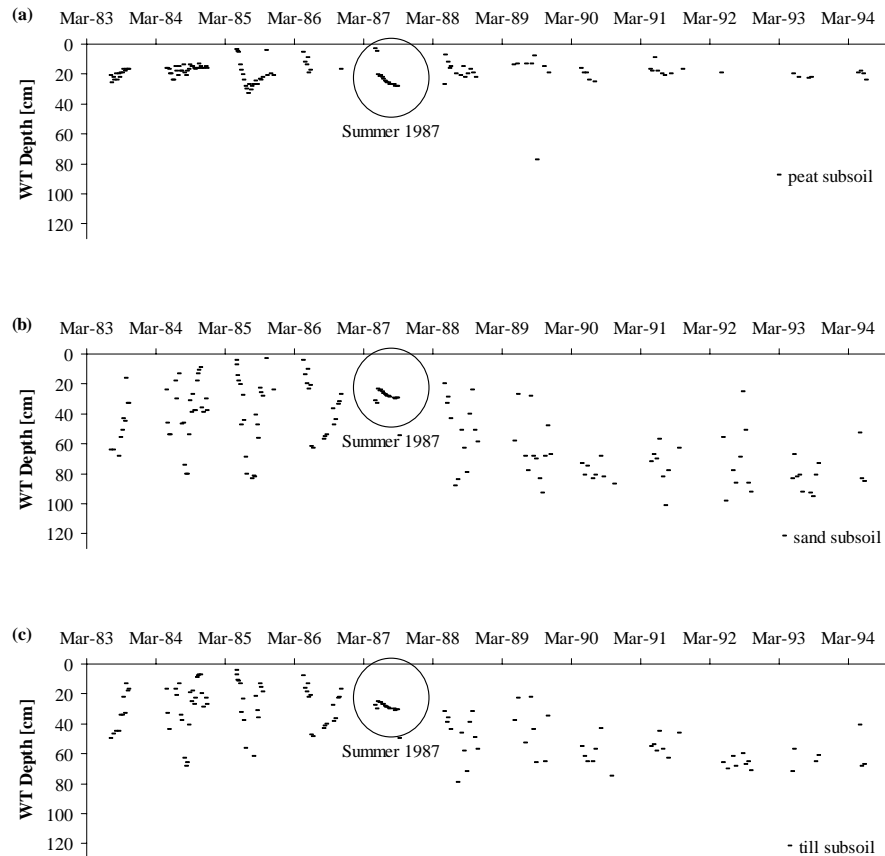 (a)
Mar-83 Mar-84 Mar-85 Mar-86 Mar-87 Mar-88 Mar-89 Mar-90 Mar-91 Mar-92 Mar-93 Mar-94
0
20
40
60
80
100
120
WT Depth [cm]
Summer 1987
peat subsoil
(b)
Mar-83 Mar-84 Mar-85 Mar-86 Mar-87 Mar-88 Mar-89 Mar-90 Mar-91 Mar-92 Mar-93 Mar-94
0
20
40
60
80
100
120
WT Depth [cm]
Summer 1987
sand subsoil
(c)
Mar-83 Mar-84 Mar-85 Mar-86 Mar-87 Mar-88 Mar-89 Mar-90 Mar-91 Mar-92 Mar-93 Mar-94
0
20
40
60
80
100
120
WT Depth [cm]
Summer 1987
till subsoil